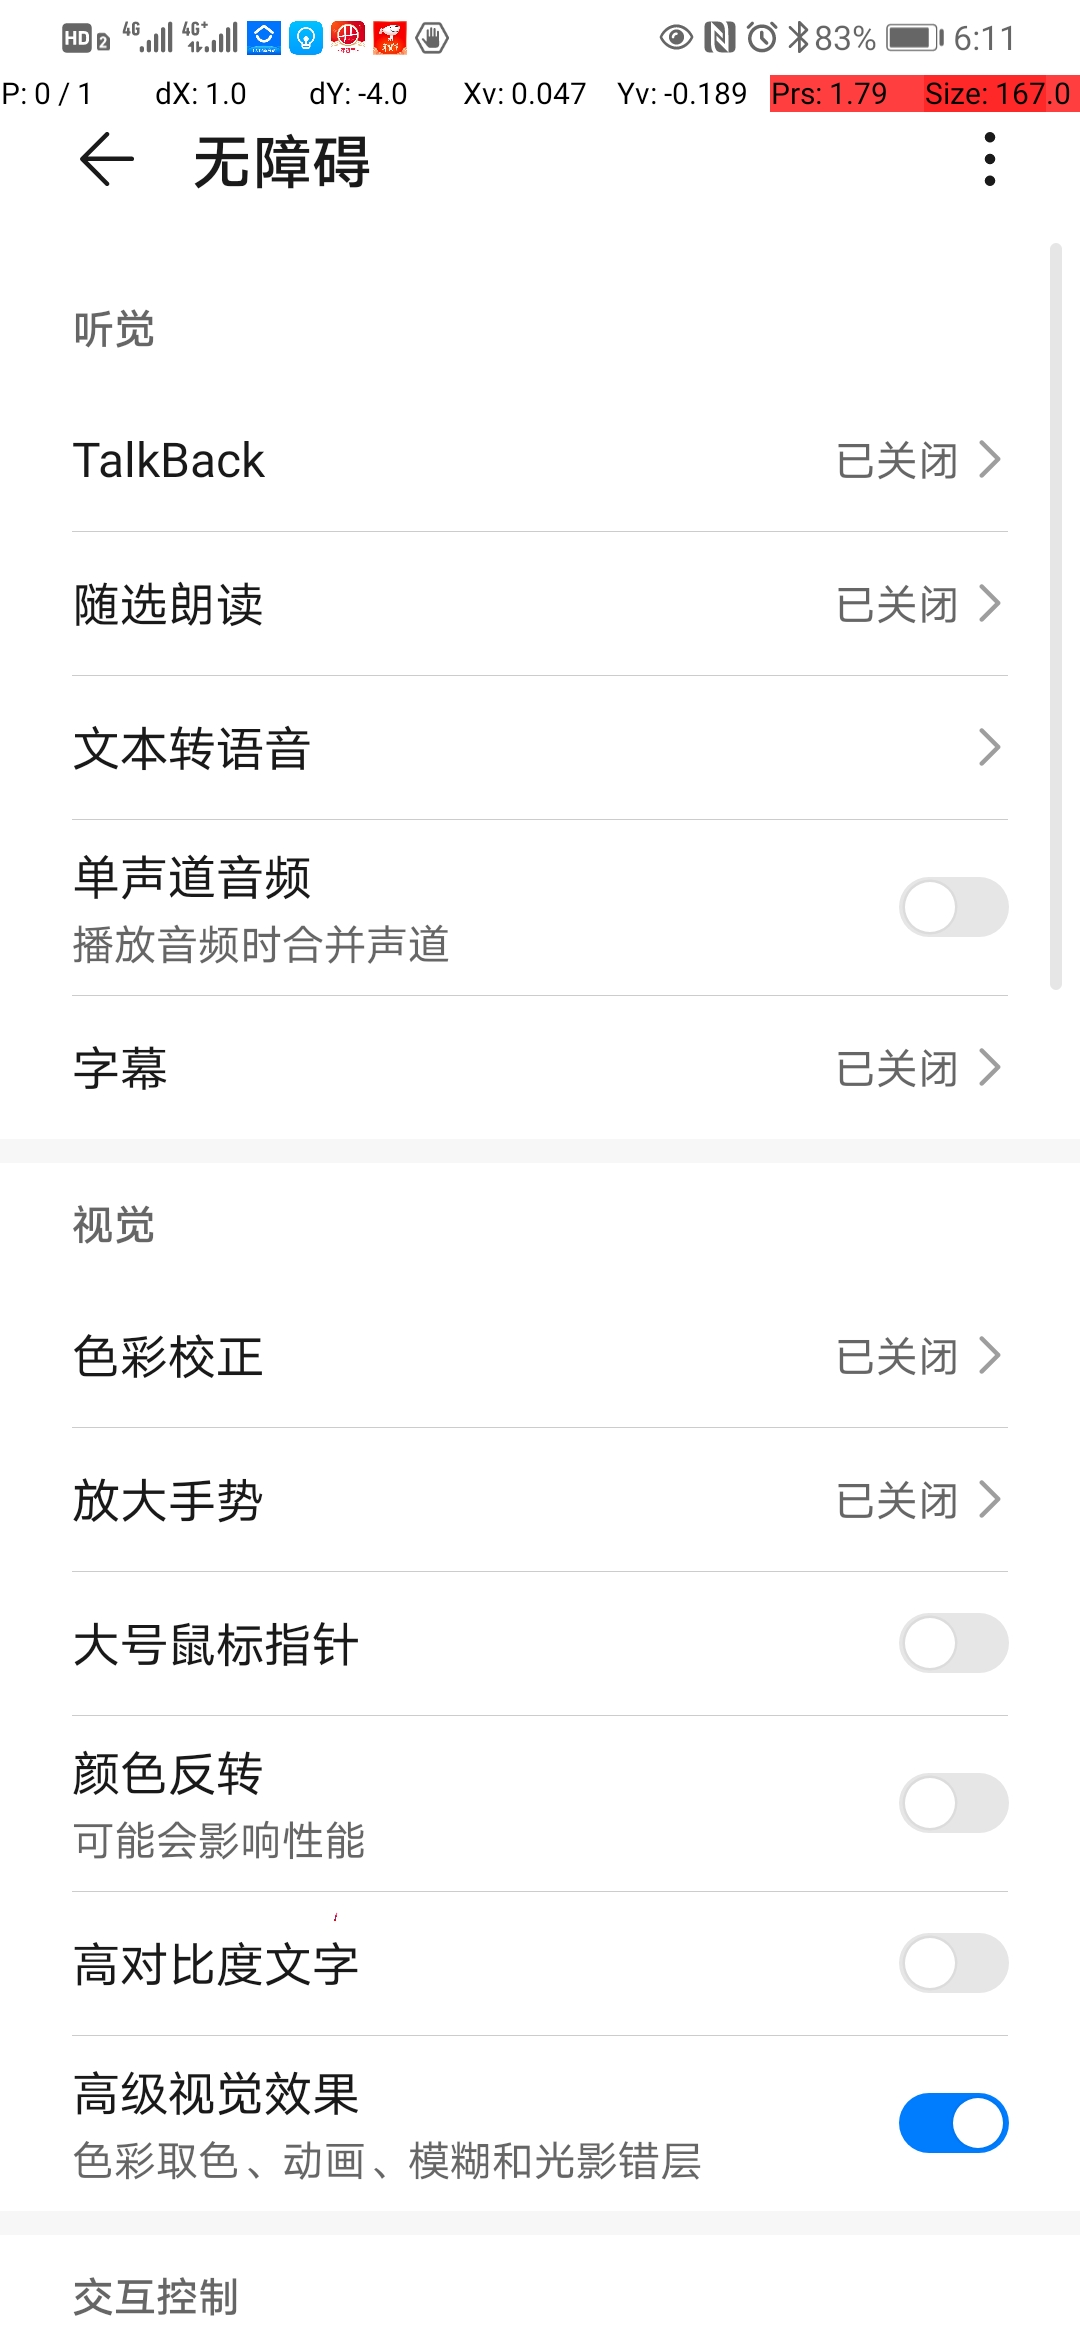 HD 2 4G 4G+ 83% 6:11
P: 0 / 1 dX: 1.0 dY: -4.0 Xv: 0.047 Yv: -0.189 Prs: 1.79 Size: 167.0
无障碍
听觉
TalkBack 已关闭
随选朗读 已关闭
文本转语音
单声道音频
播放音频时合并声道
字幕 已关闭
视觉
色彩校正 已关闭
放大手势 已关闭
大号鼠标指针
颜色反转
可能会影响性能
高对比度文字
高级视觉效果
色彩取色、动画、模糊和光影错层
交互控制